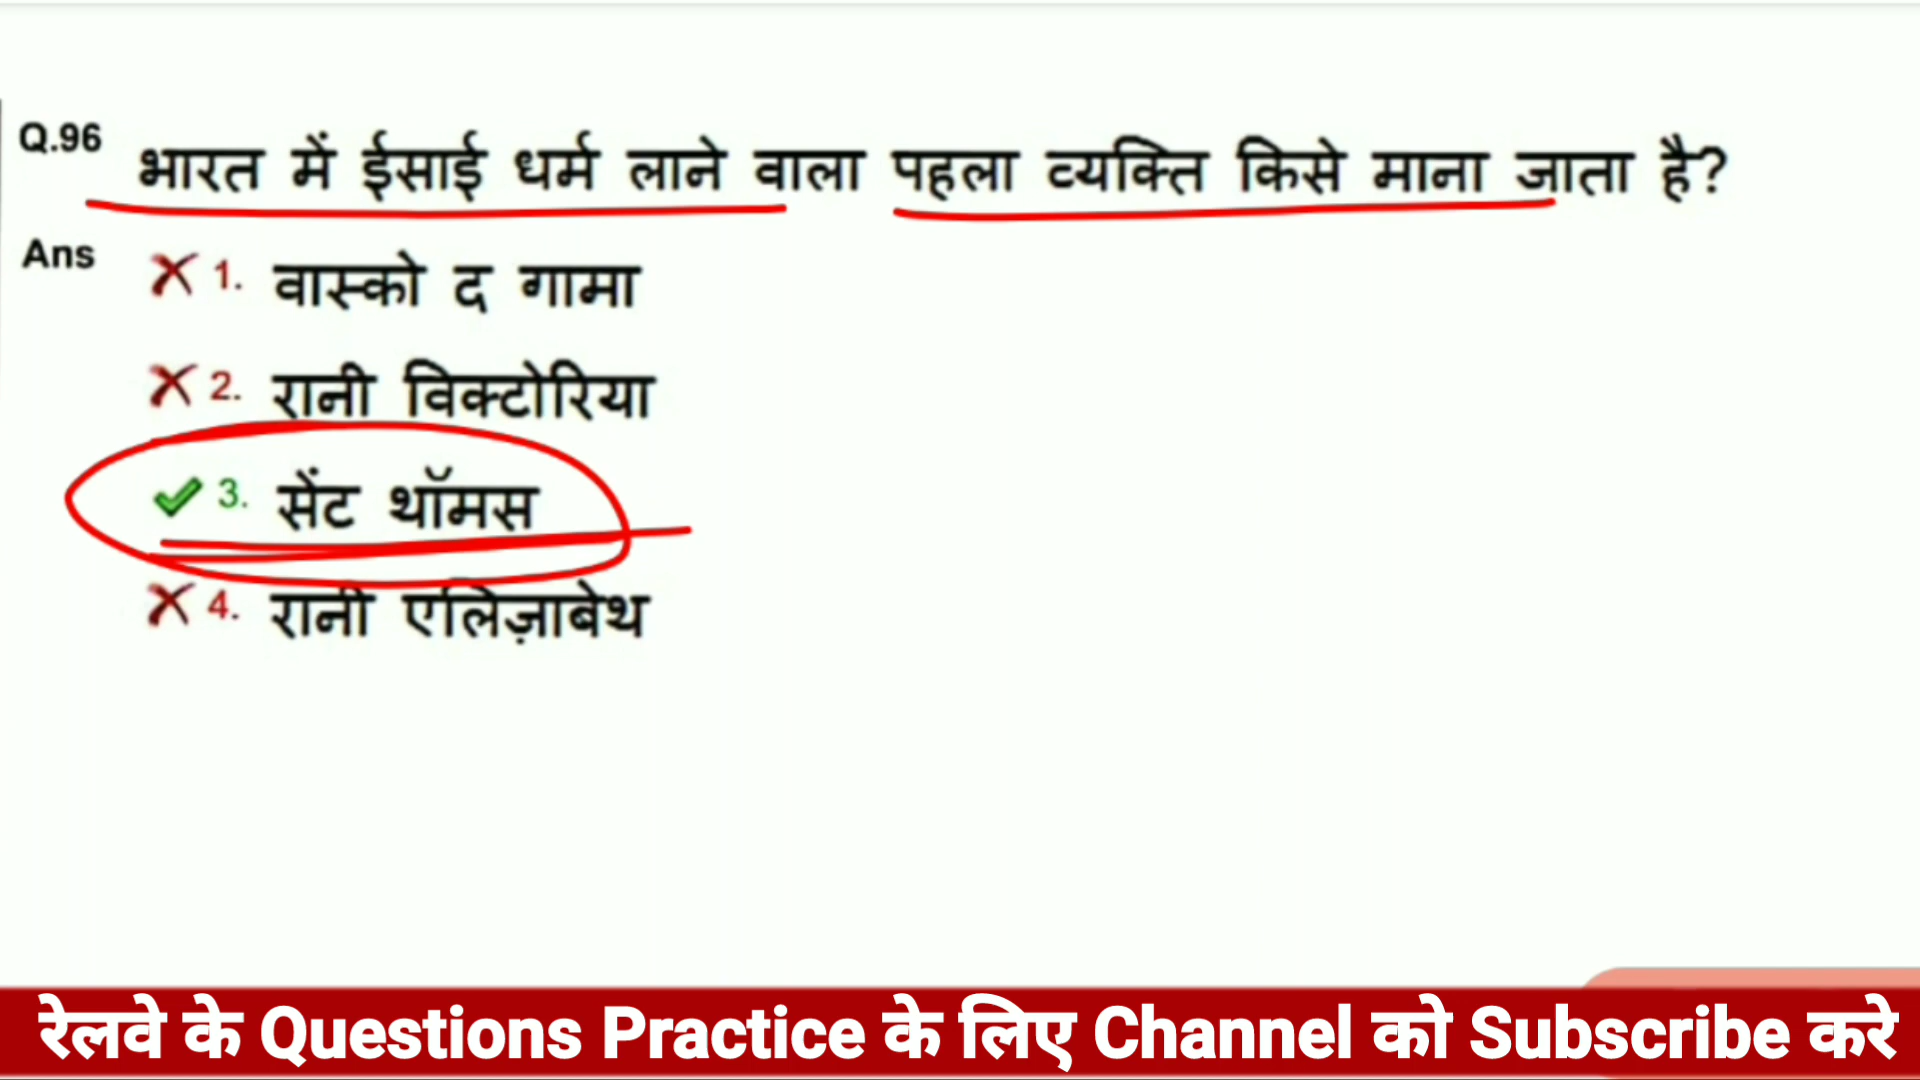 Q.96 भारत में ईसाई धर्म लाने वाला पहला व्यक्ति किसे माना जाता है?
Ans 1. वास्को द गामा
2. रानी विक्टोरिया
3. सेंट थॉमस
4. रानी एलिज़ाबेथ
रेलवे के Questions Practice के लिए Channel को Subscribe करे